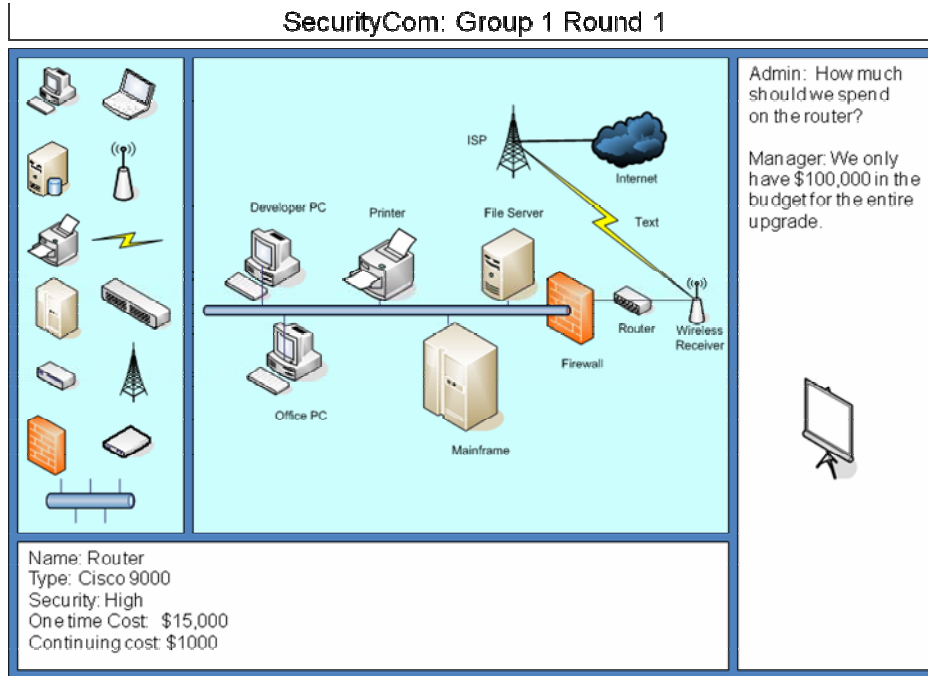 SecurityCom: Group 1 Round 1
ISP
Internet
Text
Developer PC
Printer
File Server
Router
Wireless
Receiver
Firewall
Office PC
Mainframe
Admin: How much
should we spend
on the router?
Manager: We only
have $100,000 in the
budget for the entire
upgrade.
Name: Router
Type: Cisco 9000
Security: High
One time Cost: $15,000
Continuing cost: $1000